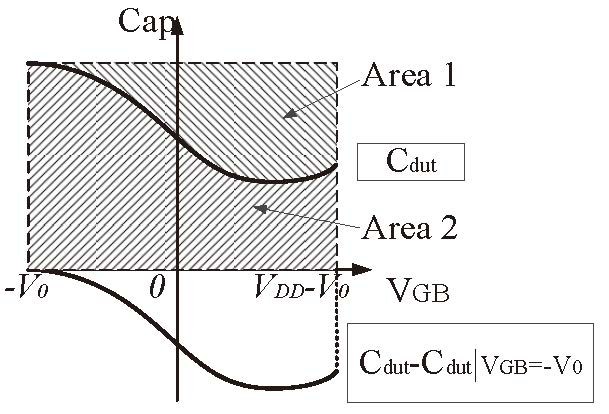 Cap
Area 1
Cdut
Area 2
-V0
0
VDD-V0
VGB
Cdut-Cdut|VGB=-V0